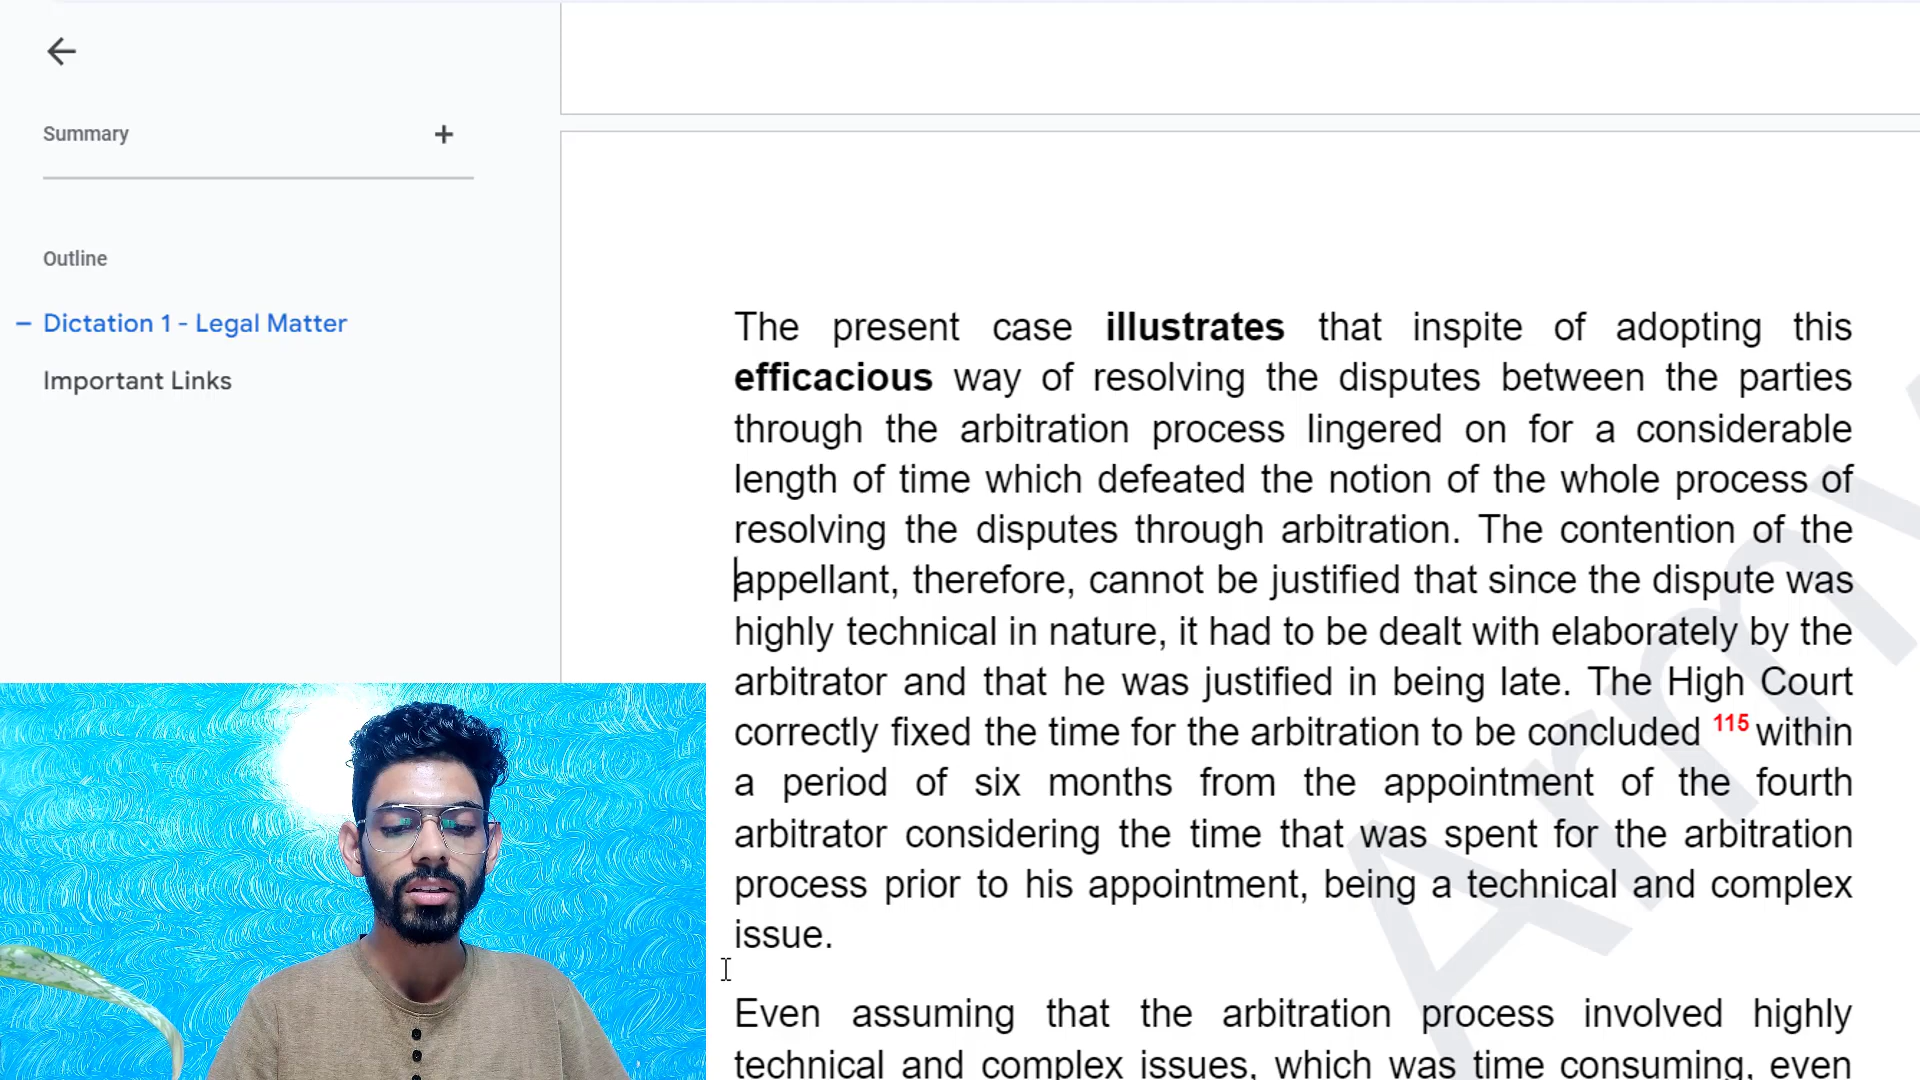 Summary
Outline
Dictation 1 - Legal Matter
Important Links
The present case illustrates that inspite of adopting this
efficacious way of resolving the disputes between the parties
through the arbitration process lingered on for a considerable
length of time which defeated the notion of the whole process of
resolving the disputes through arbitration. The contention of the
appellant, therefore, cannot be justified that since the dispute was
highly technical in nature, it had to be dealt with elaborately by the
arbitrator and that he was justified in being late. The High Court
correctly fixed the time for the arbitration to be concluded 115 within
a period of six months from the appointment of the fourth
arbitrator considering the time that was spent for the arbitration
process prior to his appointment, being a technical and complex
issue.
Even assuming that the arbitration process involved highly
technical and complex issues, which was time consuming, even